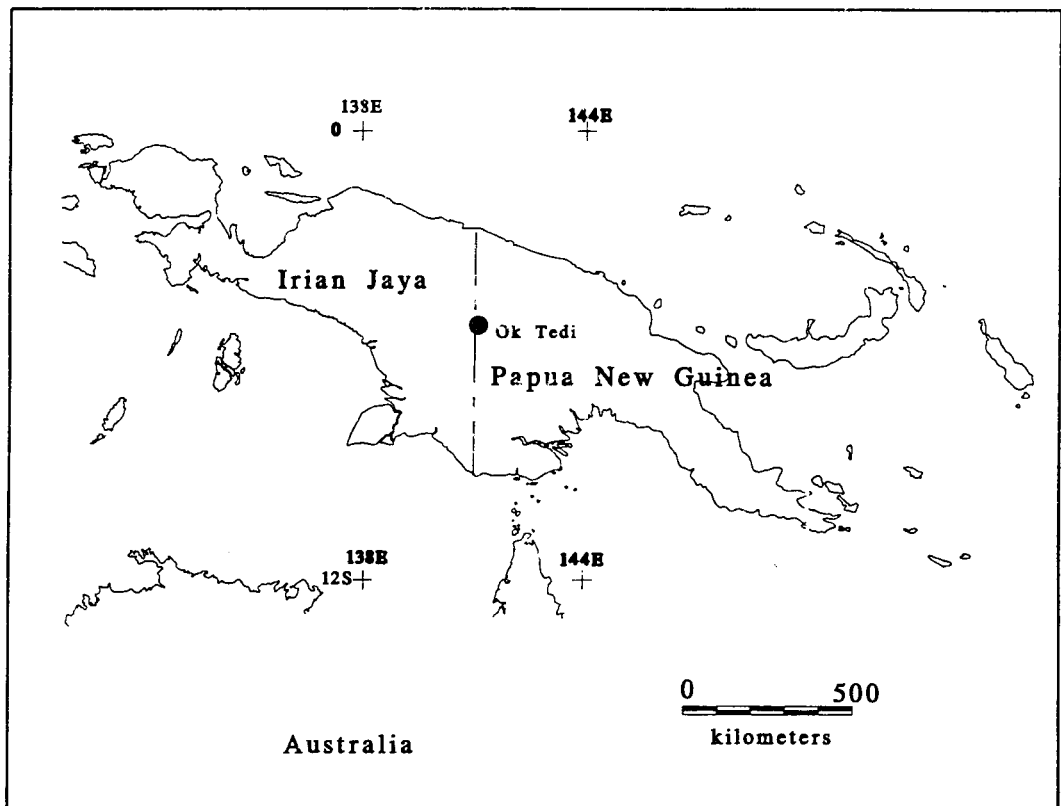 138E
144E
0
Irian Jaya
Ok Tedi
Papua New Guinea
138E
144E
12S
0 500
kilometers
Australia